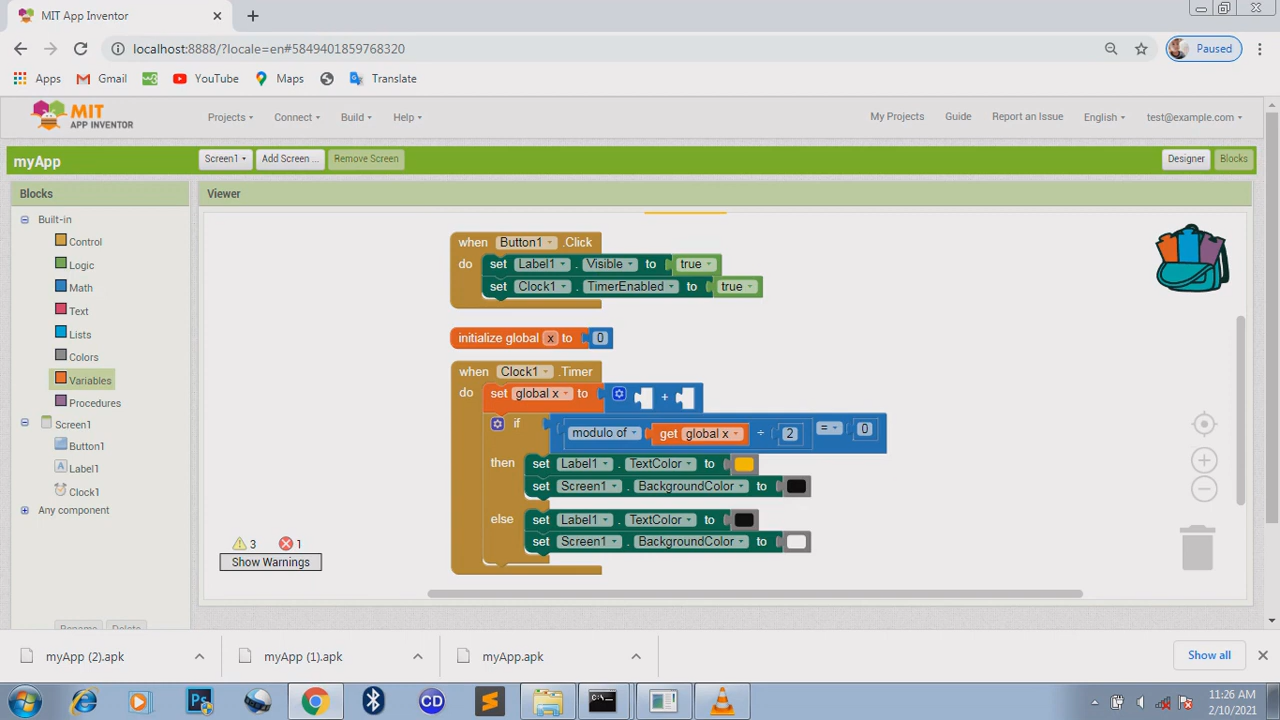 MIT App Inventor
localhost:8888/?locale=en#5849401859768320
Paused
Apps
Gmail
YouTube
Maps
Translate
MIT
APP INVENTOR
Projects
Connect
Build
Help
My Projects
Guide
Report an Issue
English
test@example.com
myApp
Screen1
Add Screen ...
Remove Screen
Designer
Blocks
Blocks
Viewer
Built-in
Control
Logic
Math
Text
Lists
Colors
Variables
Procedures
Screen1
Button1
Label1
Clock1
Any component
Rename
Delete
when Button1 .Click
do set Label1 . Visible to true
set Clock1 . TimerEnabled to true
initialize global x to 0
when Clock1 .Timer
do set global x to +
if modulo of get global x ÷ 2 = 0
then set Label1 . TextColor to
set Screen1 . BackgroundColor to
else set Label1 . TextColor to
set Screen1 . BackgroundColor to
3 1
Show Warnings
myApp (2).apk
myApp (1).apk
myApp.apk
Show all
Ps
CD
11:26 AM
2/10/2021